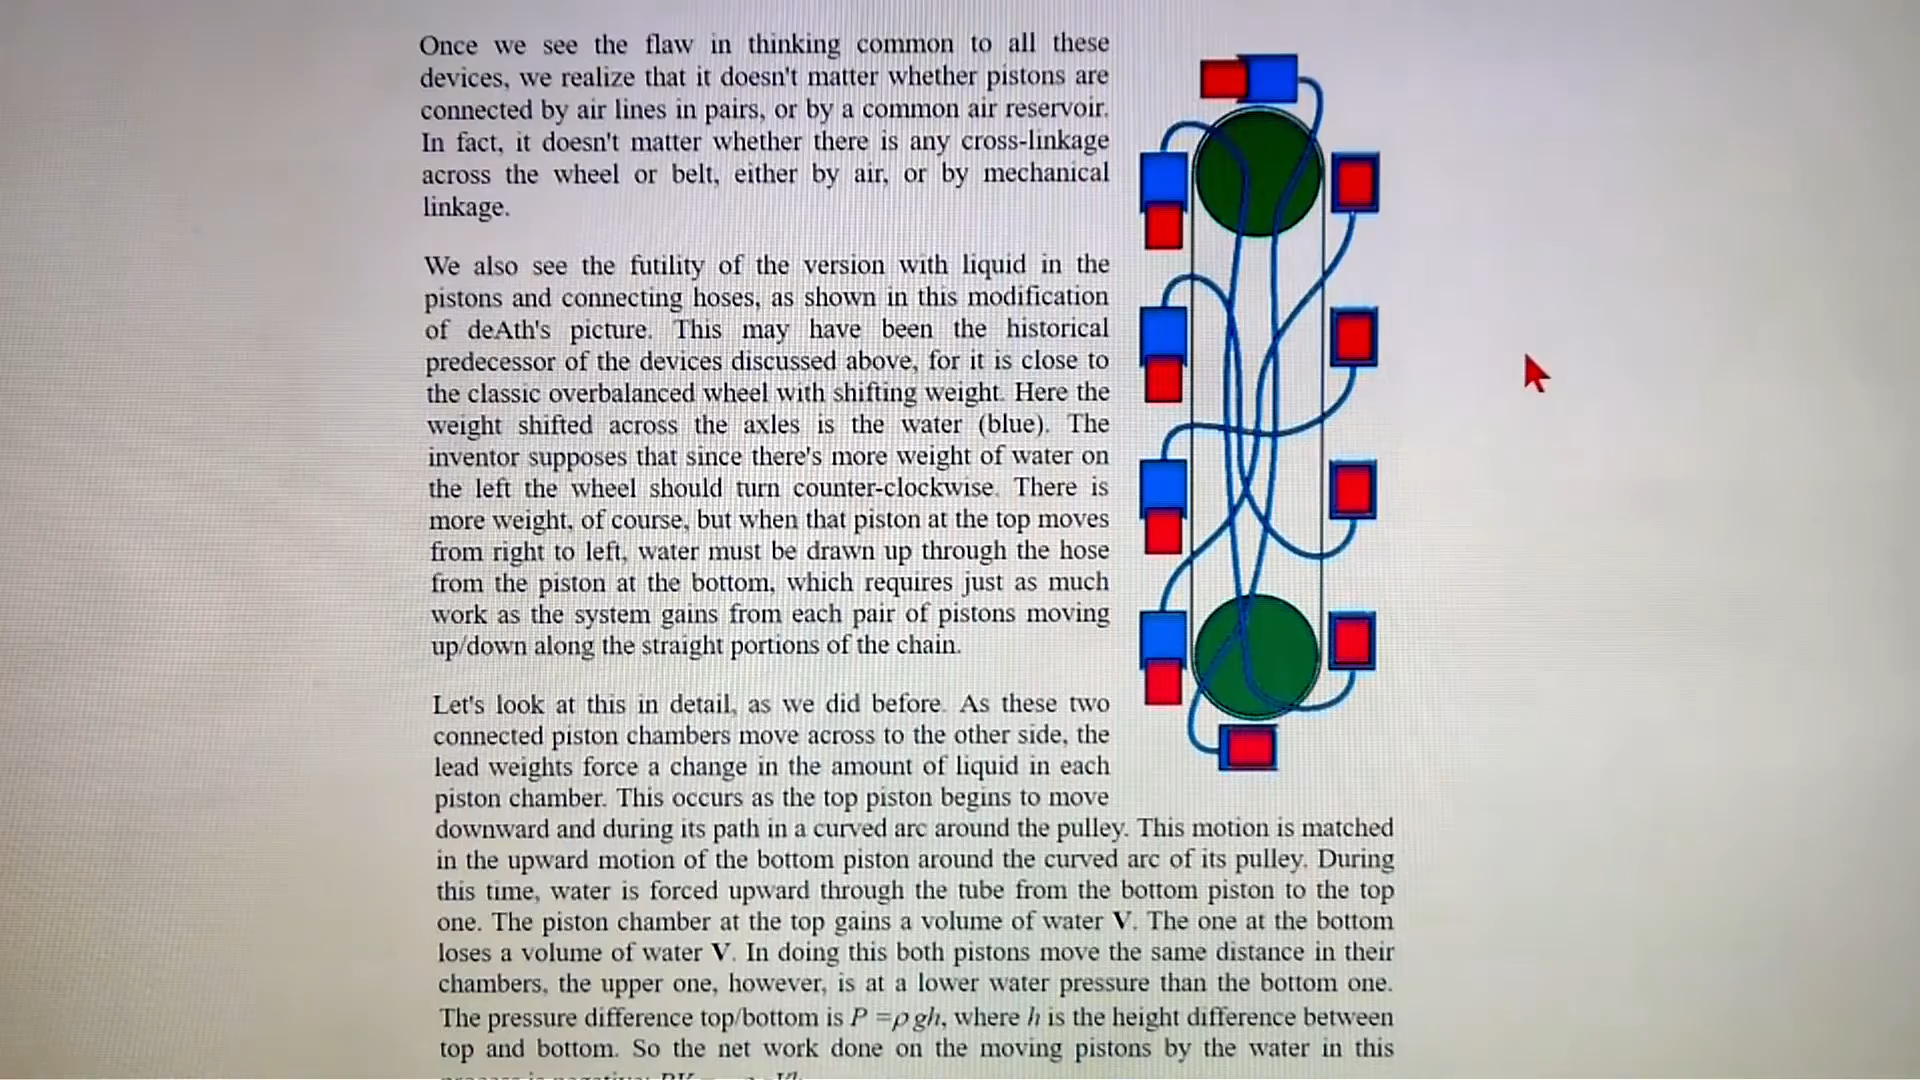 Once we see the flaw in thinking common to all these
devices, we realize that it doesn't matter whether pistons are
connected by air lines in pairs, or by a common air reservoir.
In fact, it doesn't matter whether there is any cross-linkage
across the wheel or belt, either by air, or by mechanical
linkage.
We also see the futility of the version with liquid in the
pistons and connecting hoses, as shown in this modification
of deAth's picture. This may have been the historical
predecessor of the devices discussed above, for it is close to
the classic overbalanced wheel with shifting weight. Here the
weight shifted across the axles is the water (blue). The
inventor supposes that since there's more weight of water on
the left the wheel should turn counter-clockwise. There is
more weight, of course, but when that piston at the top moves
from right to left, water must be drawn up through the hose
from the piston at the bottom, which requires just as much
work as the system gains from each pair of pistons moving
up/down along the straight portions of the chain.
Let's look at this in detail, as we did before. As these two
connected piston chambers move across to the other side, the
lead weights force a change in the amount of liquid in each
piston chamber. This occurs as the top piston begins to move
downward and during its path in a curved arc around the pulley. This motion is matched
in the upward motion of the bottom piston around the curved arc of its pulley. During
this time, water is forced upward through the tube from the bottom piston to the top
one. The piston chamber at the top gains a volume of water V. The one at the bottom
loses a volume of water V. In doing this both pistons move the same distance in their
chambers, the upper one, however, is at a lower water pressure than the bottom one.
The pressure difference top/bottom is P =ρ gh, where h is the height difference between
top and bottom. So the net work done on the moving pistons by the water in this